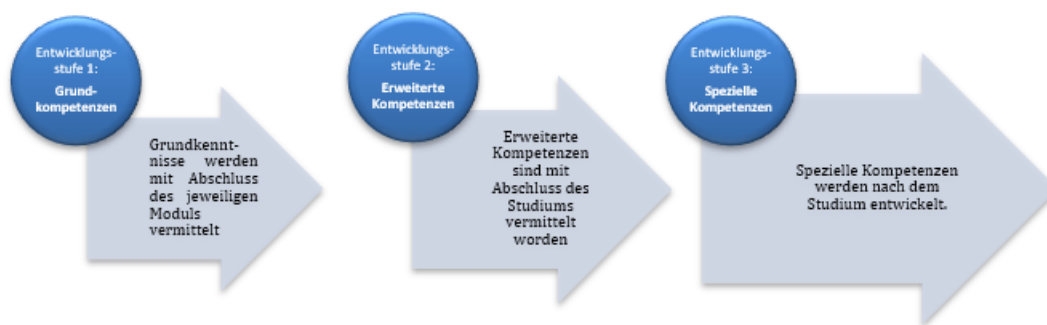 Entwicklungs-
stufe 1:
Grund-
kompetenzen
Grundkennt-
nisse werden
mit Abschluss
des jeweiligen
Moduls
vermittelt
Entwicklungs-
stufe 2:
Erweiterte
Kompetenzen
Erweiterte
Kompetenzen
sind mit
Abschluss des
Studiums
vermittelt
worden
Entwicklungs-
stufe 3:
Spezielle
Kompetenzen
Spezielle Kompetenzen
werden nach dem
Studium entwickelt.